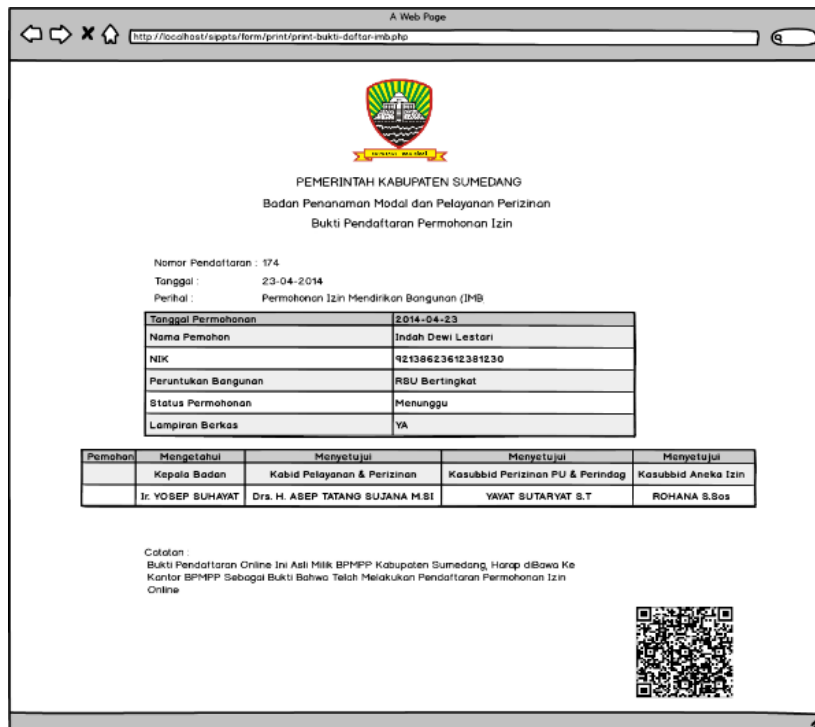 A Web Page
http://localhost/sippts/form/print/print-bukti-daftar-imb.php
PEMERINTAH KABUPATEN SUMEDANG
Badan Penanaman Modal dan Pelayanan Perizinan
Bukti Pendaftaran Permohonan Izin
Nomor Pendaftaran : 174
Tanggal : 23-04-2014
Perihal : Permohonan Izin Mendirikan Bangunan (IMB
Tanggal Permohonan 2014-04-23
Nama Pemohon Indah Dewi Lestari
NIK 92138623612381230
Peruntukan Bangunan RSU Bertingkat
Status Permohonan Menunggu
Lampiran Berkas YA
Pemohon Mengetahui Menyetujui Menyetujui Menyetujui
Kepala Badan Kabid Pelayanan & Perizinan Kasubbid Perizinan PU & Perindag Kasubbid Aneka Izin
Ir. YOSEP SUHAYAT Drs. H. ASEP TATANG SUJANA M.SI YAYAT SUTARYAT S.T ROHANA S.Sos
Catatan :
Bukti Pendaftaran Online Ini Asli Milik BPMPP Kabupaten Sumedang, Harap diBawa Ke
Kantor BPMPP Sebagai Bukti Bahwa Telah Melakukan Pendaftaran Permohonan Izin
Online